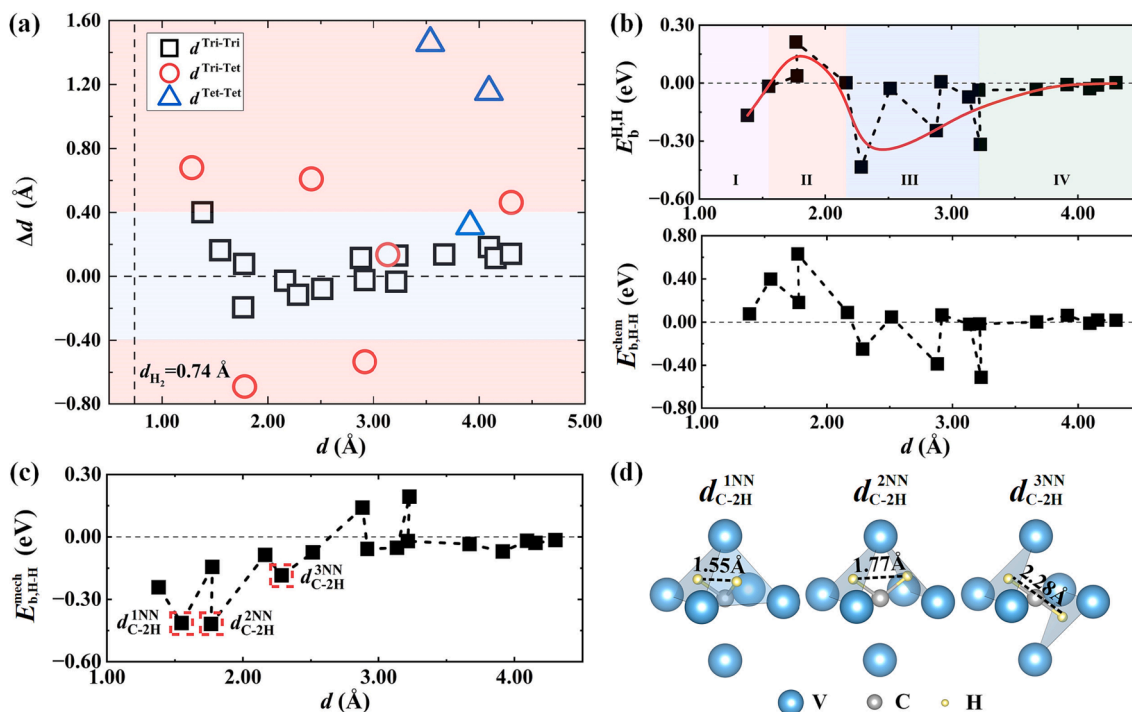 (a)
1.60
1.20
0.80
0.40
0.00
−0.40
−0.80
Δd (Å)
d^Tri-Tri
d^Tri-Tet
d^Tet-Tet
d_H₂=0.74 Å
1.00 2.00 3.00 4.00 5.00
d (Å)
(b)
0.30
0.00
−0.30
−0.60
E_b^H,H (eV)
I II III IV
1.00 2.00 3.00 4.00
0.80
0.40
0.00
−0.40
−0.80
E_b,H-H^chem (eV)
1.00 2.00 3.00 4.00
d (Å)
(c)
0.30
0.00
−0.30
−0.60
E_b,H-H^mech (eV)
d_C-2H^1NN
d_C-2H^2NN
d_C-2H^3NN
1.00 2.00 3.00 4.00
d (Å)
(d)
d_C-2H^1NN d_C-2H^2NN d_C-2H^3NN
1.55Å 1.77Å 2.28Å
V C H